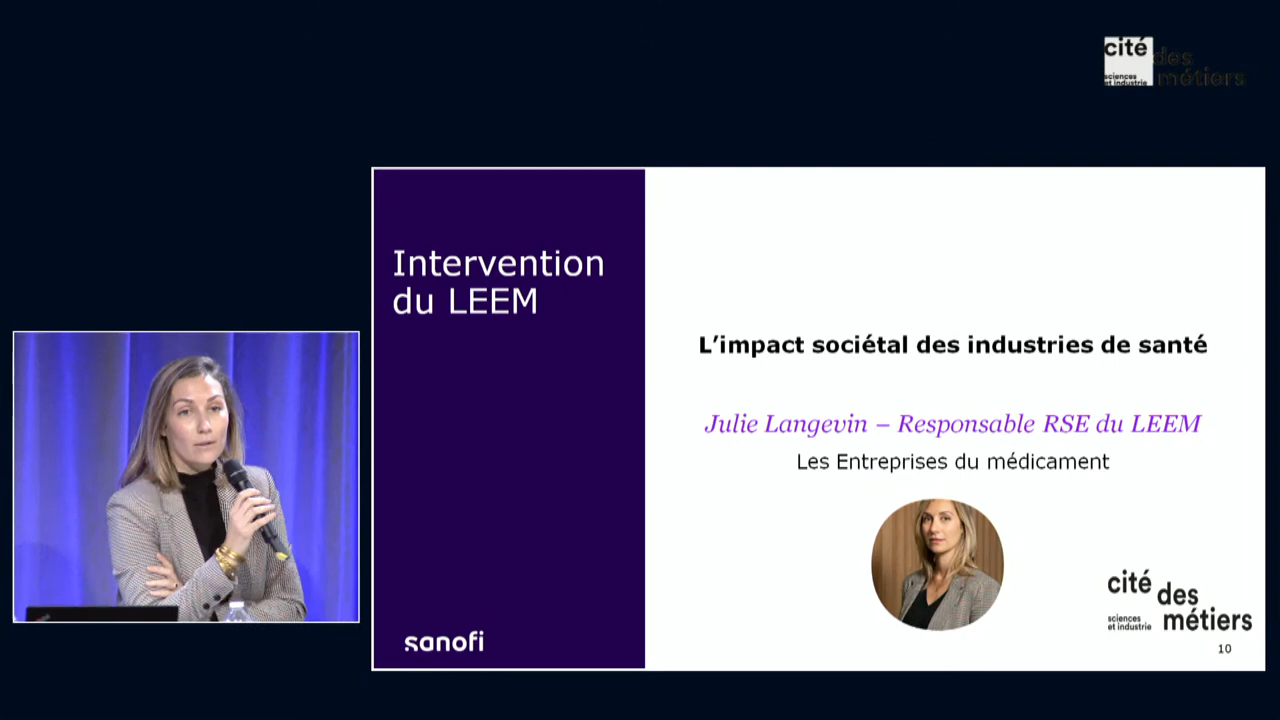 cité
des
sciences
et industrie
métiers
Intervention
du LEEM
L’impact sociétal des industries de santé
Julie Langevin – Responsable RSE du LEEM
Les Entreprises du médicament
sanofi
cité
des
sciences
et industrie
métiers
10